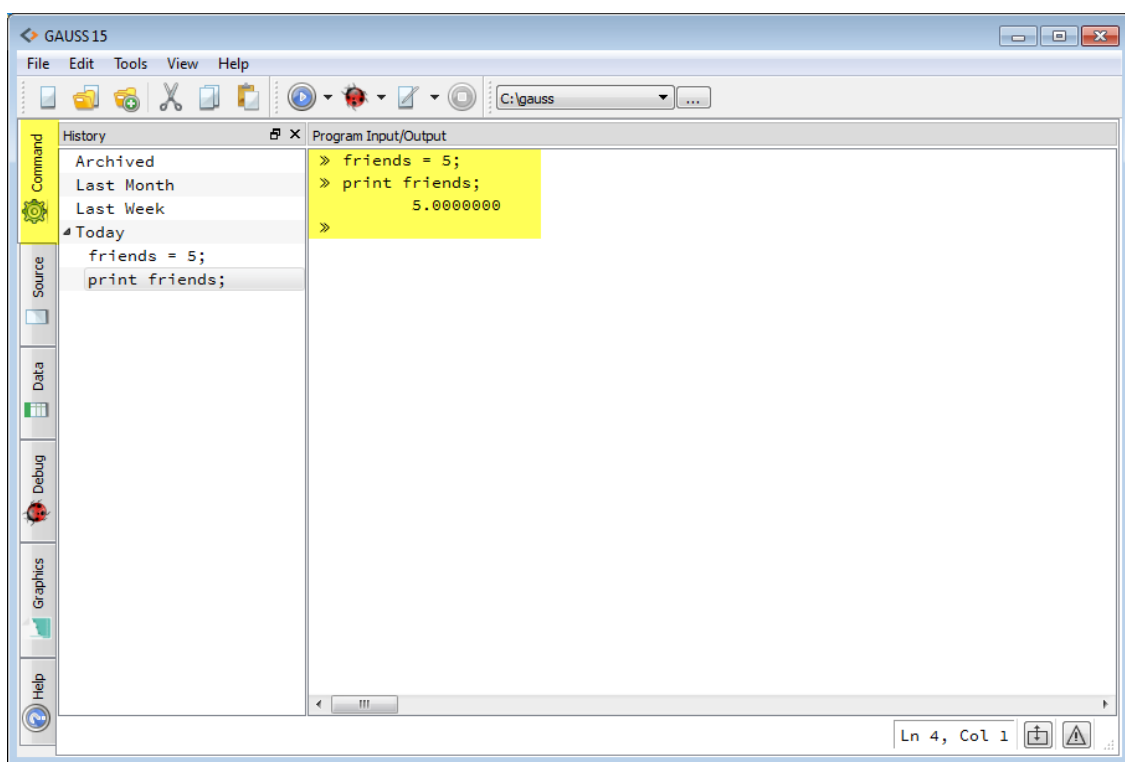 GAUSS 15
File Edit Tools View Help
C:\gauss ...
Command
Source
Data
Debug
Graphics
Help
History
Archived
Last Month
Last Week
Today
friends = 5;
print friends;
Program Input/Output
» friends = 5;
» print friends;
5.0000000
»
Ln 4, Col 1